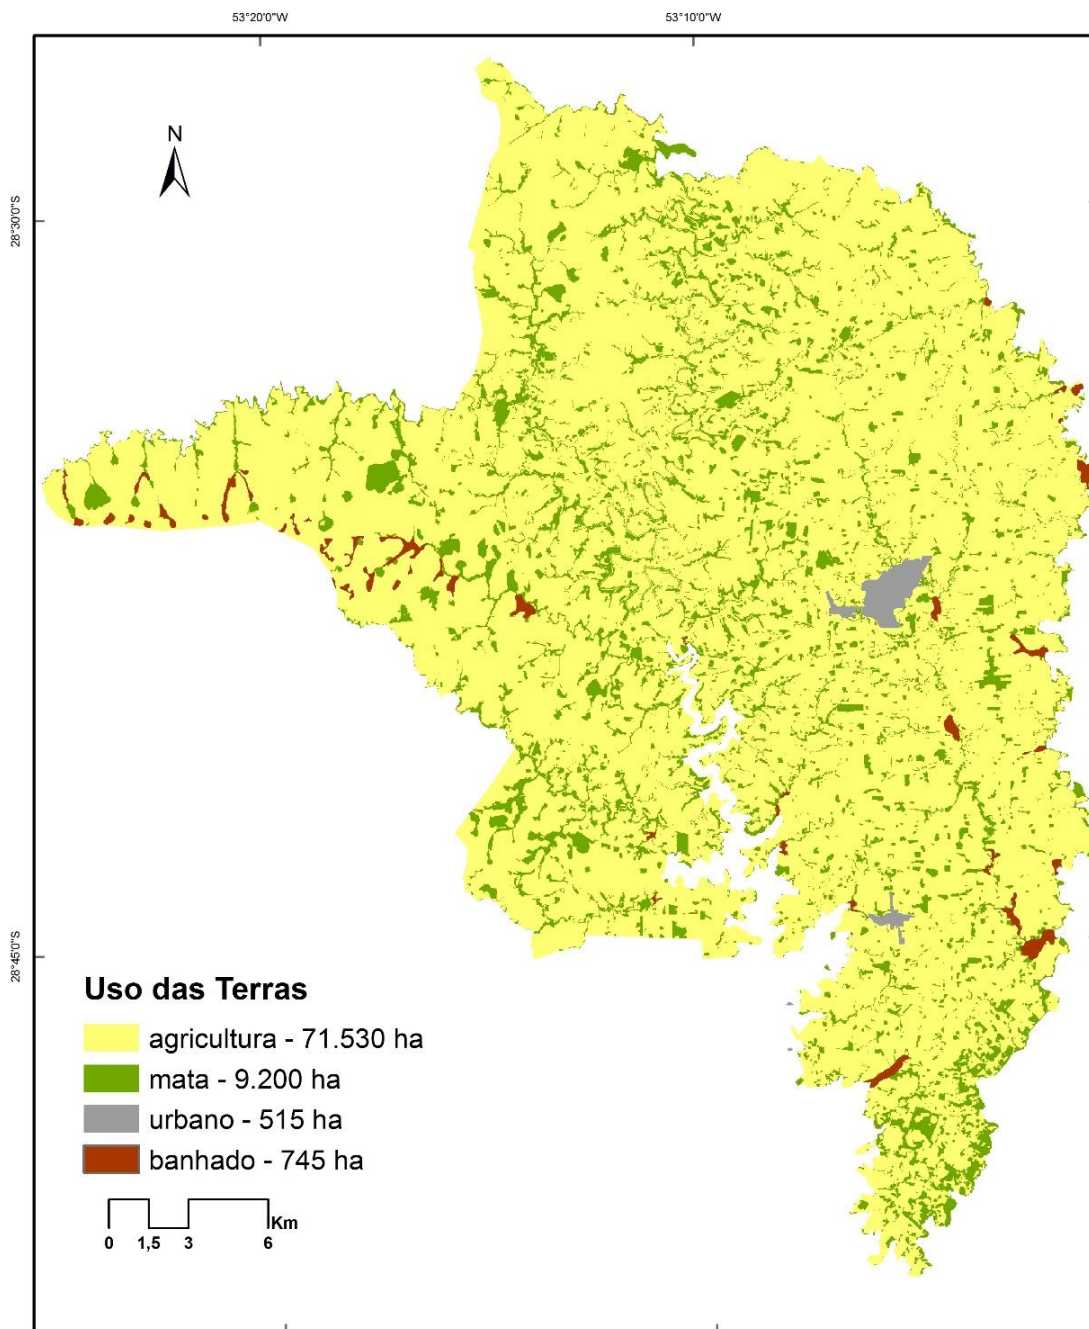 53°20'0"W
53°10'0"W
N
28°30'0"S
28°45'0"S
Uso das Terras
agricultura - 71.530 ha
mata - 9.200 ha
urbano - 515 ha
banhado - 745 ha
Km
0 1,5 3 6